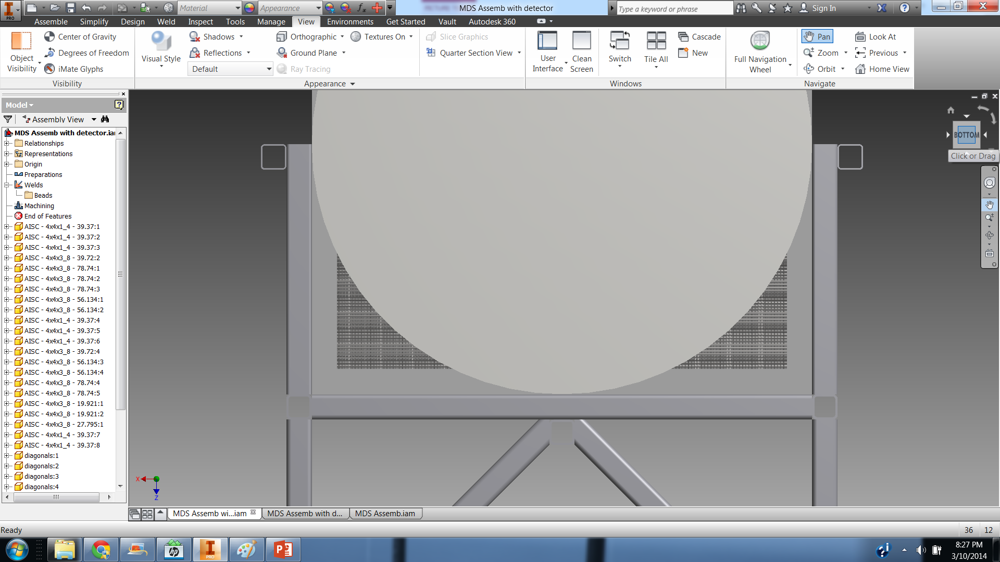 PRO
Material
Appearance
fx
MDS Assemb with detector
Type a keyword or phrase
Sign In
Assemble Simplify Design Weld Inspect Tools Manage View Environments Get Started Vault Autodesk 360
Object Visibility
Center of Gravity
Degrees of Freedom
iMate Glyphs
Visibility
Visual Style
Shadows
Reflections
Default
Orthographic
Ground Plane
Ray Tracing
Textures On
Slice Graphics
Quarter Section View
Appearance
User Interface
Clean Screen
Switch
Tile All
Cascade
New
Windows
Full Navigation Wheel
Pan
Zoom
Orbit
Look At
Previous
Home View
Navigate
Model
Assembly View
MDS Assemb with detector.ia
Relationships
Representations
Origin
Preparations
Welds
Beads
Machining
End of Features
AISC - 4x4x1_4 - 39.37:1
AISC - 4x4x1_4 - 39.37:2
AISC - 4x4x1_4 - 39.37:3
AISC - 4x4x3_8 - 39.72:2
AISC - 4x4x3_8 - 78.74:1
AISC - 4x4x3_8 - 78.74:2
AISC - 4x4x3_8 - 78.74:3
AISC - 4x4x3_8 - 56.134:1
AISC - 4x4x3_8 - 56.134:2
AISC - 4x4x1_4 - 39.37:4
AISC - 4x4x1_4 - 39.37:5
AISC - 4x4x1_4 - 39.37:6
AISC - 4x4x3_8 - 39.72:4
AISC - 4x4x3_8 - 56.134:3
AISC - 4x4x3_8 - 56.134:4
AISC - 4x4x3_8 - 78.74:4
AISC - 4x4x3_8 - 78.74:5
AISC - 4x4x3_8 - 19.921:1
AISC - 4x4x3_8 - 19.921:2
AISC - 4x4x3_8 - 27.795:1
AISC - 4x4x1_4 - 39.37:7
AISC - 4x4x1_4 - 39.37:8
diagonals:1
diagonals:2
diagonals:3
diagonals:4
BOTTOM
Click or Drag
X
Z
MDS Assemb wi...iam
MDS Assemb with d...
MDS Assemb.iam
Ready
36 12
hp
PRO
8:27 PM
3/10/2014